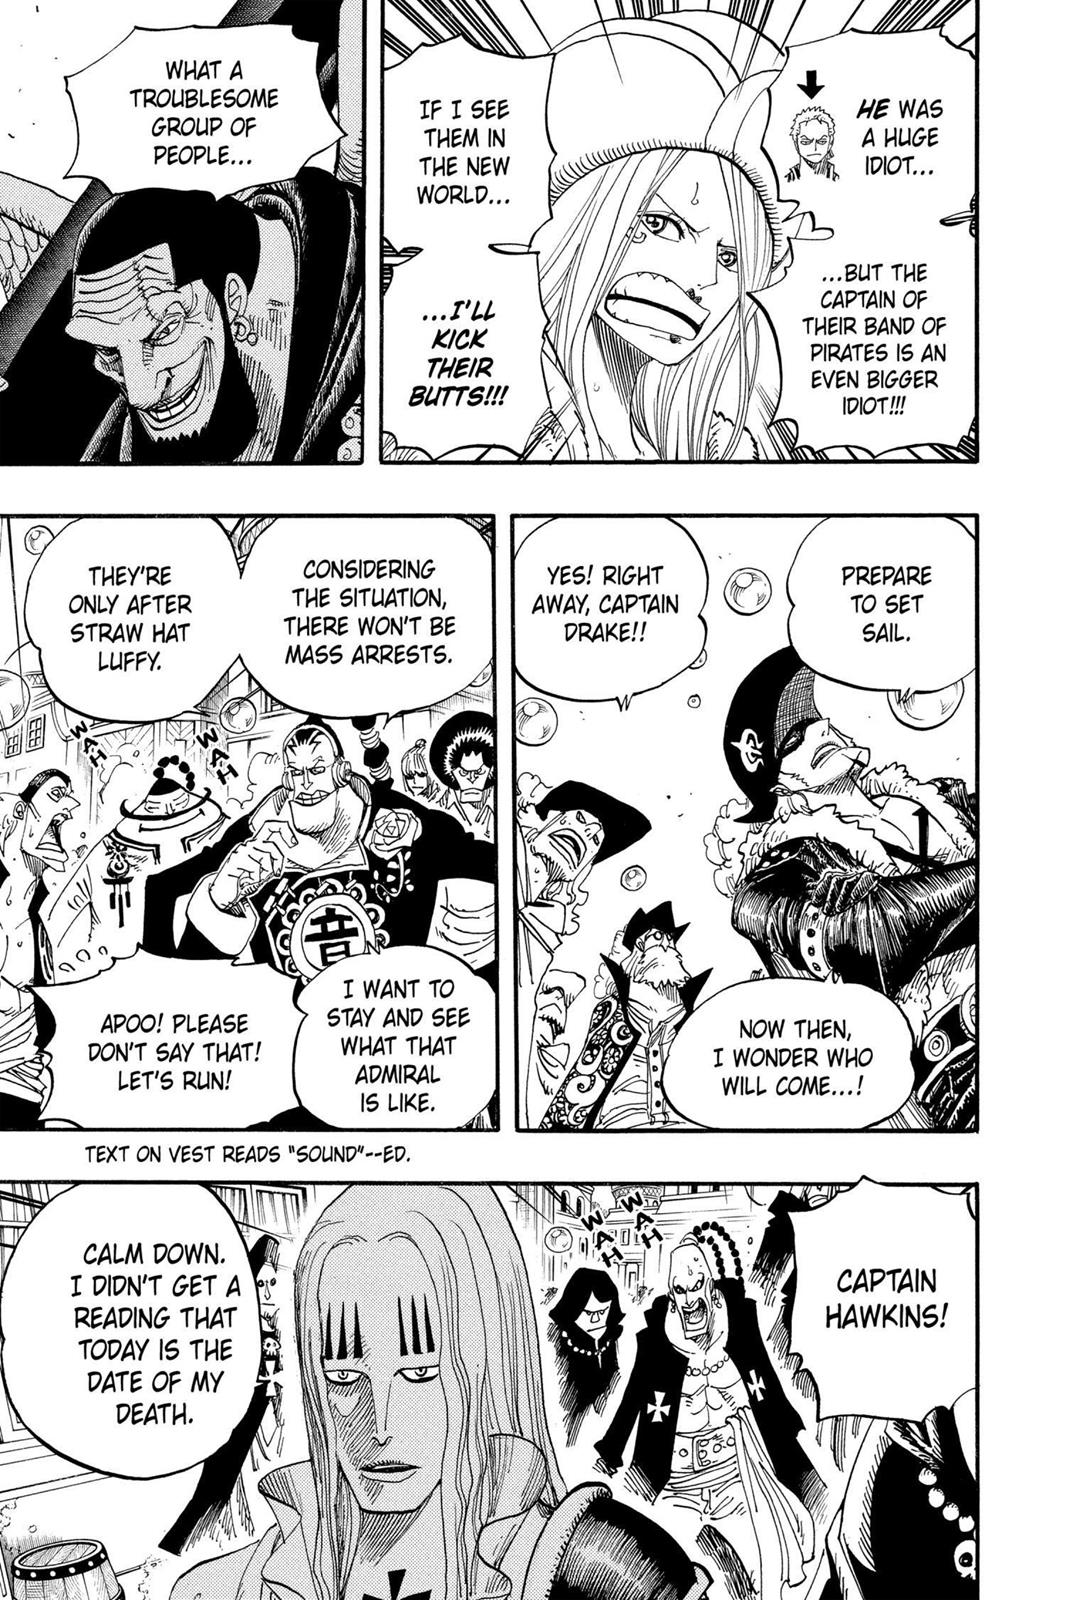 HE WAS
A HUGE
IDIOT...
...BUT THE
CAPTAIN OF
THEIR BAND OF
PIRATES IS AN
EVEN BIGGER
IDIOT!!!
IF I SEE
THEM IN
THE NEW
WORLD...
...I'LL
KICK
THEIR
BUTTS!!!
WHAT A
TROUBLESOME
GROUP OF
PEOPLE...
PREPARE
TO SET
SAIL.
YES! RIGHT
AWAY, CAPTAIN
DRAKE!!
NOW THEN,
I WONDER WHO
WILL COME...!
CONSIDERING
THE SITUATION,
THERE WON'T BE
MASS ARRESTS.
THEY'RE
ONLY AFTER
STRAW HAT
LUFFY.
WAH
WAH
音
I WANT TO
STAY AND SEE
WHAT THAT
ADMIRAL
IS LIKE.
APOO! PLEASE
DON'T SAY THAT!
LET'S RUN!
TEXT ON VEST READS "SOUND"--ED.
CAPTAIN
HAWKINS!
WAH
WAH
CALM DOWN.
I DIDN'T GET A
READING THAT
TODAY IS THE
DATE OF MY
DEATH.